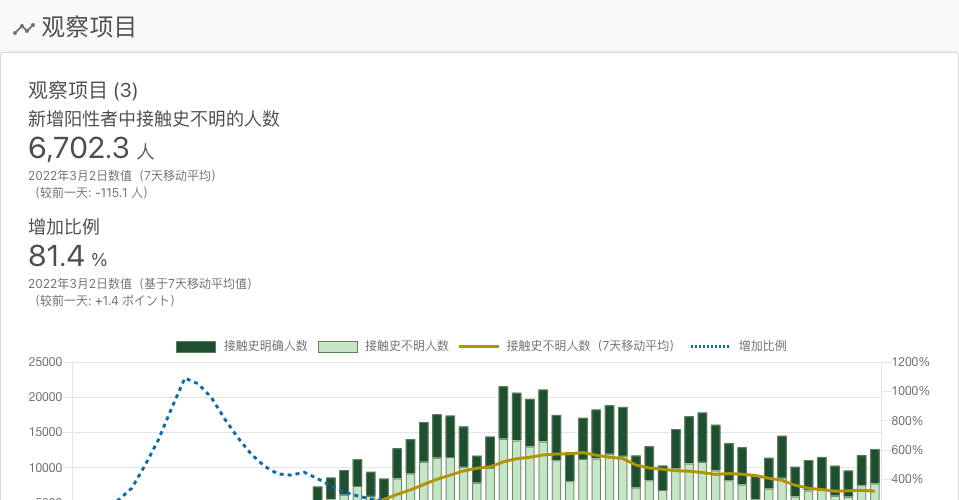 观察项目
观察项目 (3)
新增阳性者中接触史不明的人数
6,702.3 人
2022年3月2日数值（7天移动平均）
（较前一天: -115.1 人）
增加比例
81.4 %
2022年3月2日数值（基于7天移动平均值）
（较前一天: +1.4 ポイント）
接触史明确人数 接触史不明人数 接触史不明人数（7天移动平均） 增加比例
25000 1200%
20000 1000%
15000 800%
10000 600%
400%